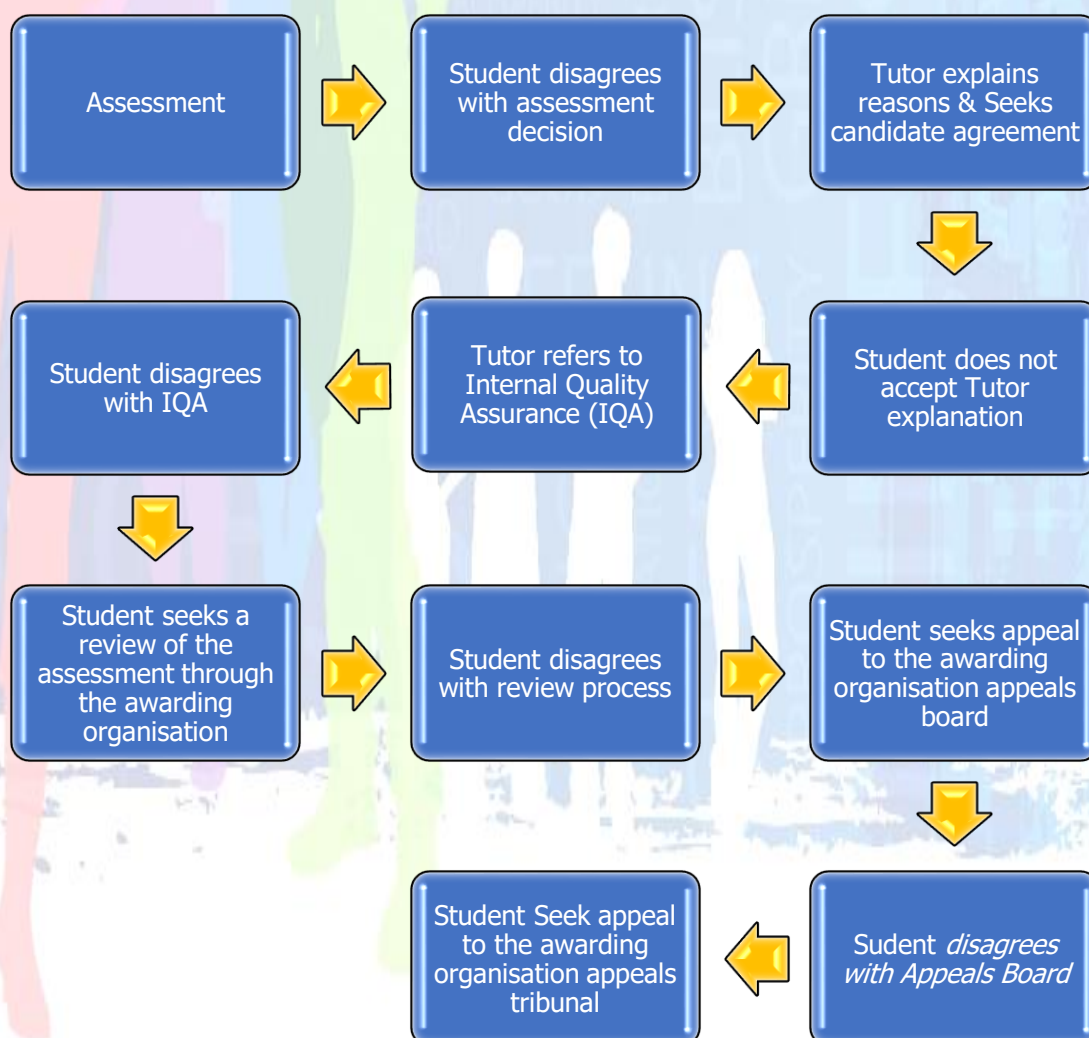 Assessment
Student disagrees
with assessment
decision
Tutor explains
reasons & Seeks
candidate agreement
Student does not
accept Tutor
explanation
Tutor refers to
Internal Quality
Assurance (IQA)
Student disagrees
with IQA
Student seeks a
review of the
assessment through
the awarding
organisation
Student disagrees
with review process
Student seeks appeal
to the awarding
organisation appeals
board
Sudent disagrees
with Appeals Board
Student Seek appeal
to the awarding
organisation appeals
tribunal